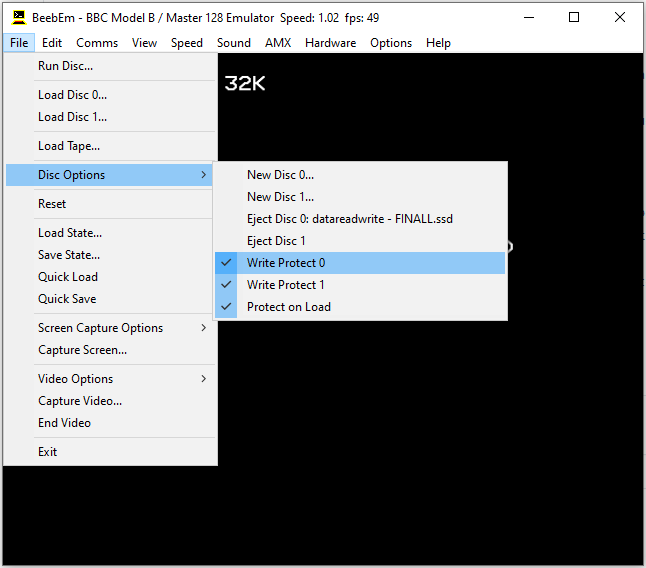 BeebEm - BBC Model B / Master 128 Emulator  Speed: 1.02  fps: 49
File Edit Comms View Speed Sound AMX Hardware Options Help
Run Disc...
Load Disc 0...
Load Disc 1...
Load Tape...
Disc Options
Reset
Load State...
Save State...
Quick Load
Quick Save
Screen Capture Options
Capture Screen...
Video Options
Capture Video...
End Video
Exit
New Disc 0...
New Disc 1...
Eject Disc 0: datareadwrite - FINALL.ssd
Eject Disc 1
Write Protect 0
Write Protect 1
Protect on Load
32K